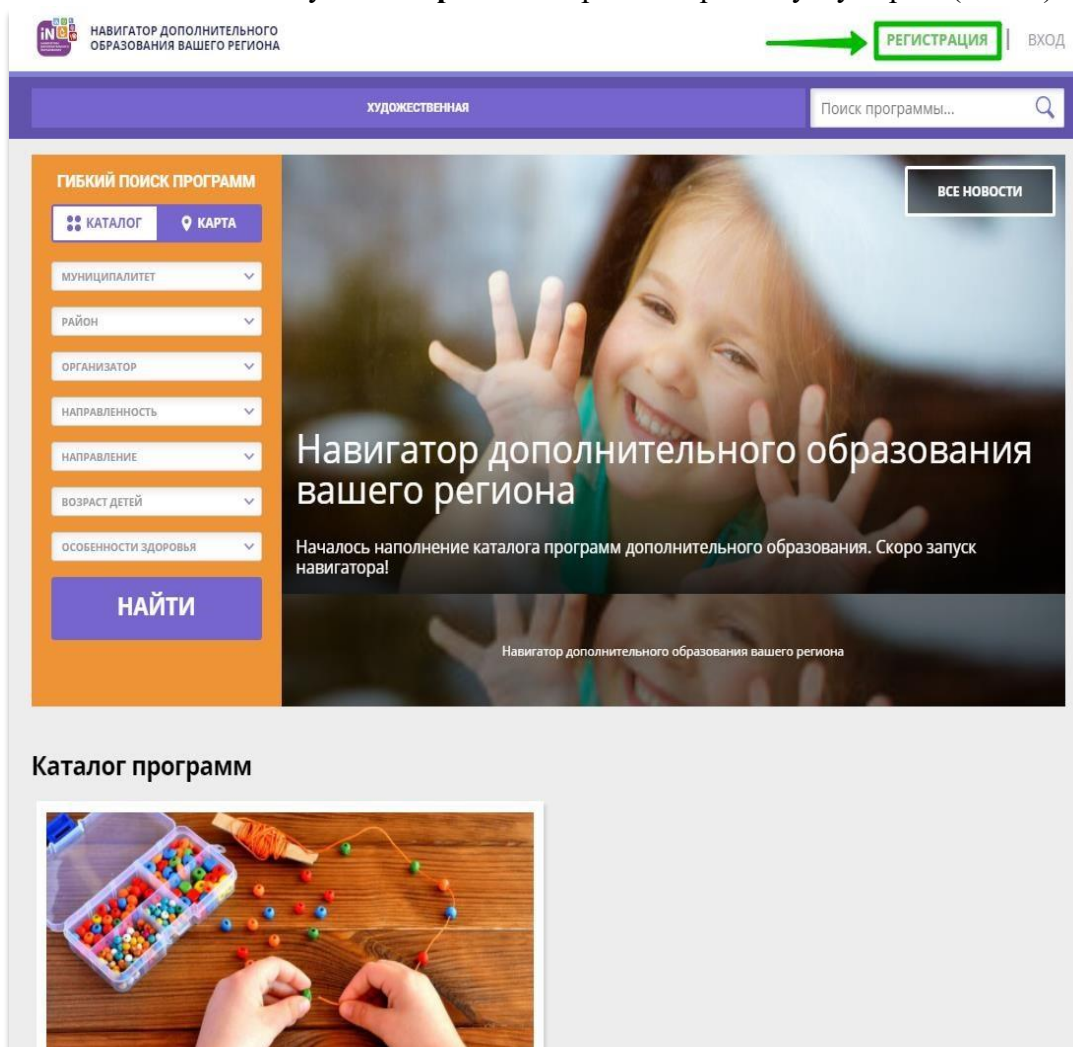 НАВИГАТОР ДОПОЛНИТЕЛЬНОГО
ОБРАЗОВАНИЯ ВАШЕГО РЕГИОНА
РЕГИСТРАЦИЯ | ВХОД
ХУДОЖЕСТВЕННАЯ
Поиск программы...
ГИБКИЙ ПОИСК ПРОГРАММ
КАТАЛОГ
КАРТА
МУНИЦИПАЛИТЕТ
РАЙОН
ОРГАНИЗАТОР
НАПРАВЛЕННОСТЬ
НАПРАВЛЕНИЕ
ВОЗРАСТ ДЕТЕЙ
ОСОБЕННОСТИ ЗДОРОВЬЯ
НАЙТИ
ВСЕ НОВОСТИ
Навигатор дополнительного образования
вашего региона
Началось наполнение каталога программ дополнительного образования. Скоро запуск
навигатора!
Навигатор дополнительного образования вашего региона
Каталог программ